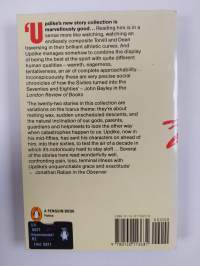 'Updike's new story collection is
marvellously good . . . Reading him is in a
sense more like watching, watching an
endlessly composite Torvill and Dean
traversing in their brilliant athletic curves. And
Updike manages somehow to combine the display
of being the best at the sport with quite different
human qualities – warmth, eagerness,
tentativeness, an air of complete approachability . . .
Inconspicuously these are very precise social
chronicles of how the Sixties turned into the
Seventies and Eighties' – John Bayley in the
London Review of Books
'The twenty-two stories in this collection are
variations on the Icarus theme: they're about
melting wax, sudden unscheduled descents, and
the natural inclination of our gods, parents,
guardians and helpmates to look the other way
when catastrophes happen to us. Updike, now in
his mid-fifties, has sent his characters on ahead of
him, into their sixties, to test the air of a decade in
which it's notoriously hard to stay aloft . . . Several
of the stories here read wonderfully well,
confronting pain, loss, terminal illness with
Updike's unquenchable grace and exactitude'
– Jonathan Raban in the Observer
A PENGUIN BOOK
Fiction